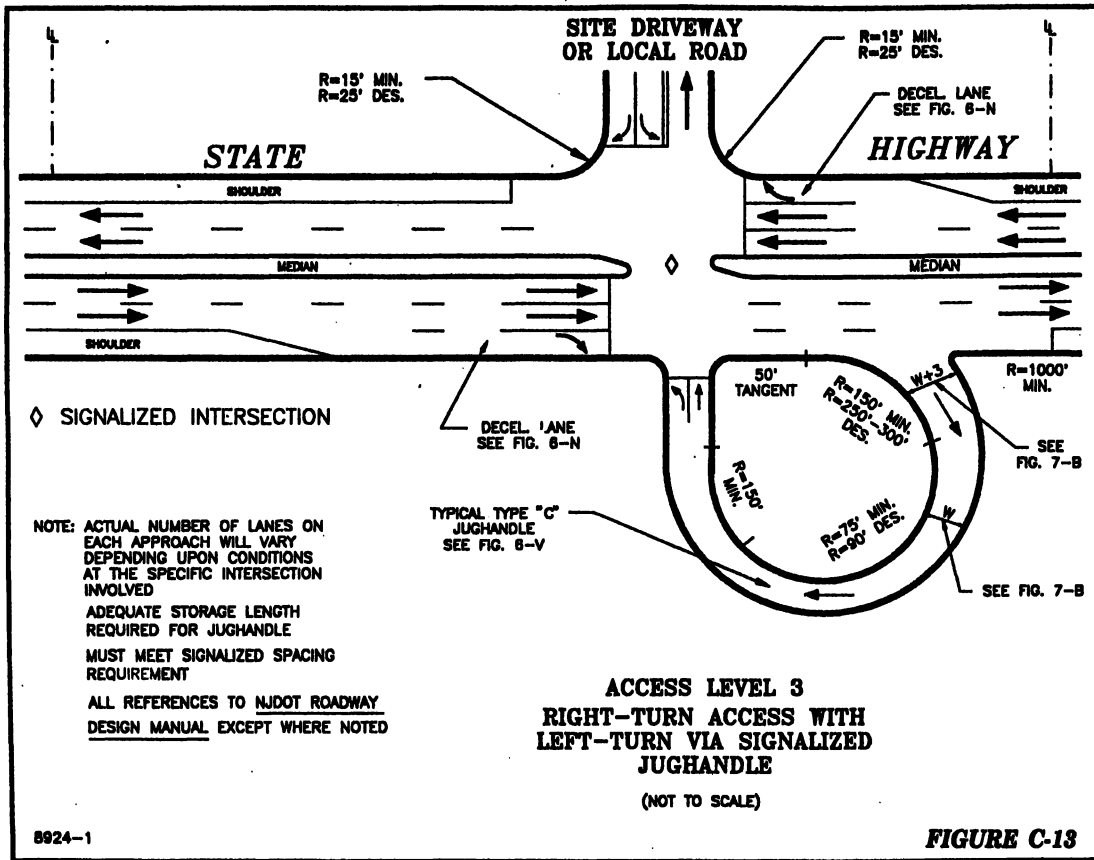 SITE DRIVEWAY
OR LOCAL ROAD
R=15' MIN.
R=25' DES.
R=15' MIN.
R=25' DES.
DECEL. LANE
SEE FIG. 6-N
STATE
HIGHWAY
SHOULDER
SHOULDER
MEDIAN
MEDIAN
SHOULDER
50'
TANGENT
W+3
R=1000'
MIN.
R=150' MIN.
R=250'-300'
DES.
◊ SIGNALIZED INTERSECTION
DECEL. LANE
SEE FIG. 6-N
SEE
FIG. 7-B
R=150'
MIN.
TYPICAL TYPE "C"
JUGHANDLE
SEE FIG. 6-V
R=75' MIN.
R=90' DES.
W
SEE FIG. 7-B
NOTE: ACTUAL NUMBER OF LANES ON
EACH APPROACH WILL VARY
DEPENDING UPON CONDITIONS
AT THE SPECIFIC INTERSECTION
INVOLVED
ADEQUATE STORAGE LENGTH
REQUIRED FOR JUGHANDLE
MUST MEET SIGNALIZED SPACING
REQUIREMENT
ALL REFERENCES TO NJDOT ROADWAY
DESIGN MANUAL EXCEPT WHERE NOTED
ACCESS LEVEL 3
RIGHT-TURN ACCESS WITH
LEFT-TURN VIA SIGNALIZED
JUGHANDLE
(NOT TO SCALE)
8924-1
FIGURE C-13